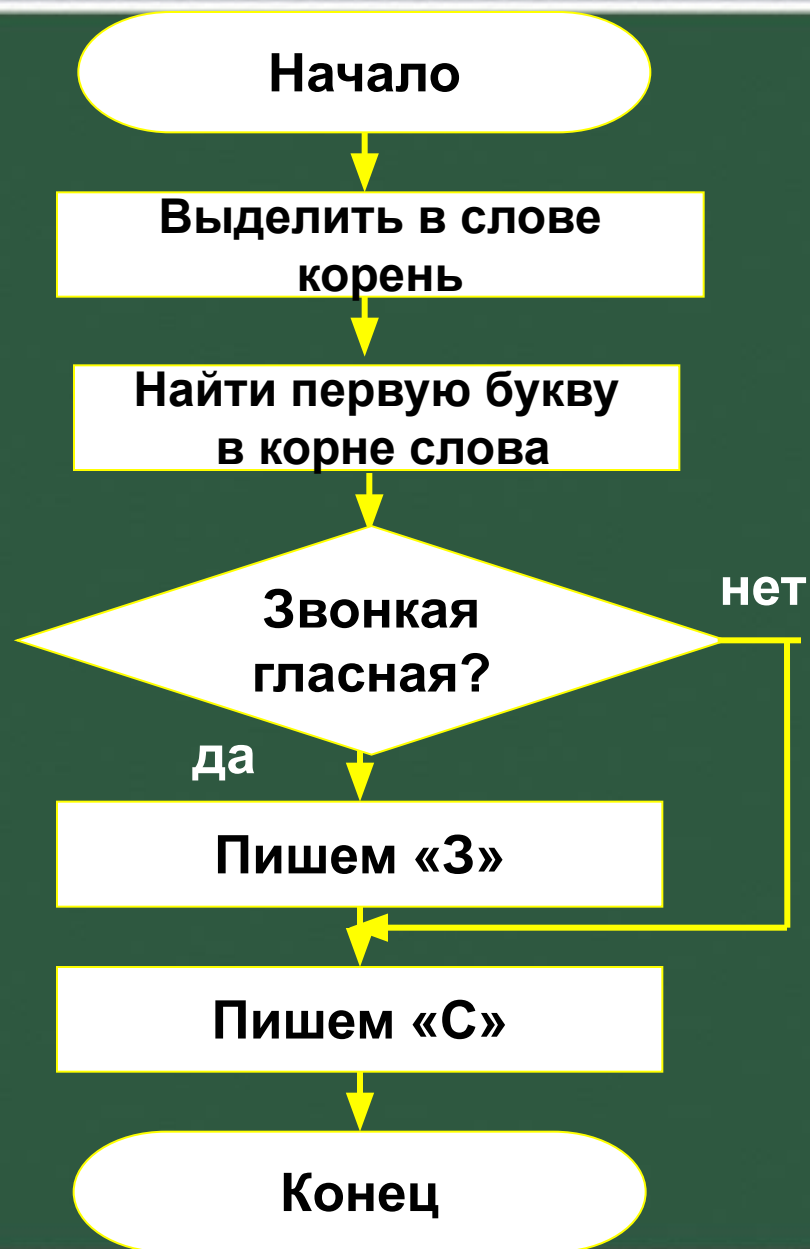 Начало
Выделить в слове
корень
Найти первую букву
в корне слова
Звонкая
гласная?
нет
да
Пишем «З»
Пишем «С»
Конец